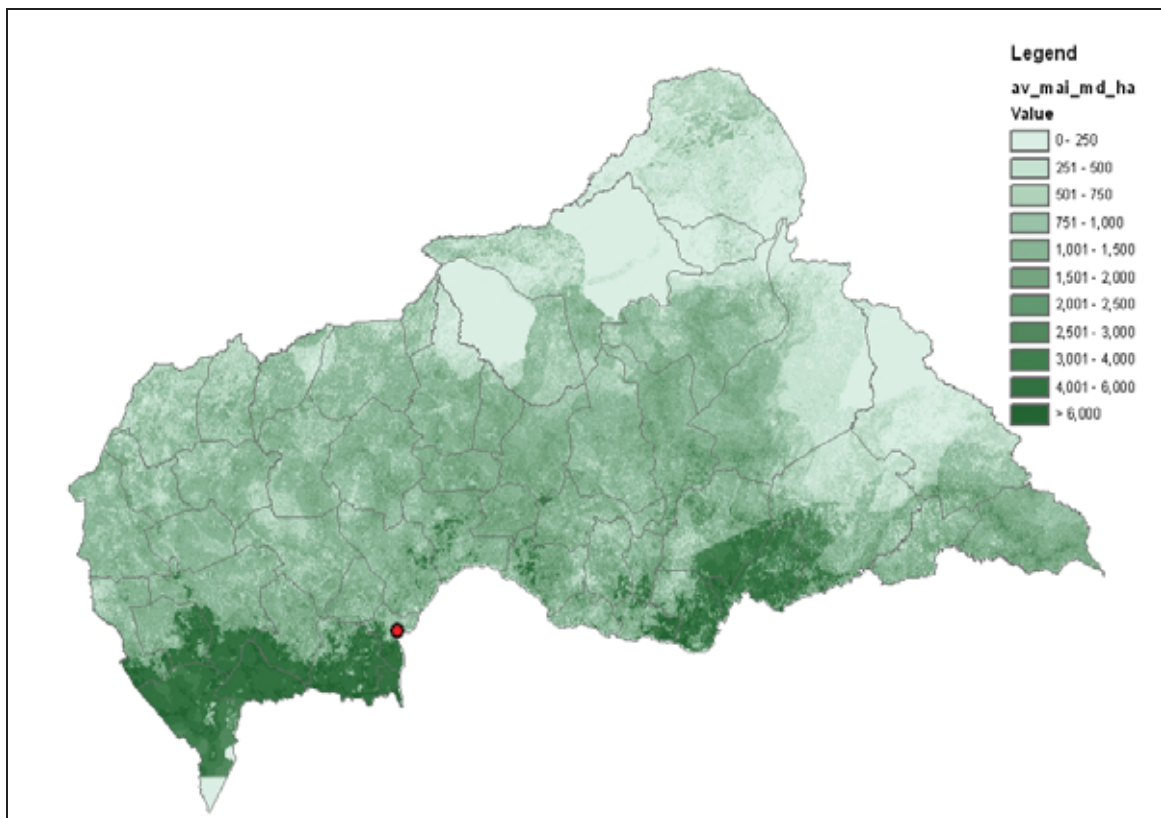 Legend
av_mai_md_ha
Value
0 - 250
251 - 500
501 - 750
751 - 1,000
1,001 - 1,500
1,501 - 2,000
2,001 - 2,500
2,501 - 3,000
3,001 - 4,000
4,001 - 6,000
> 6,000